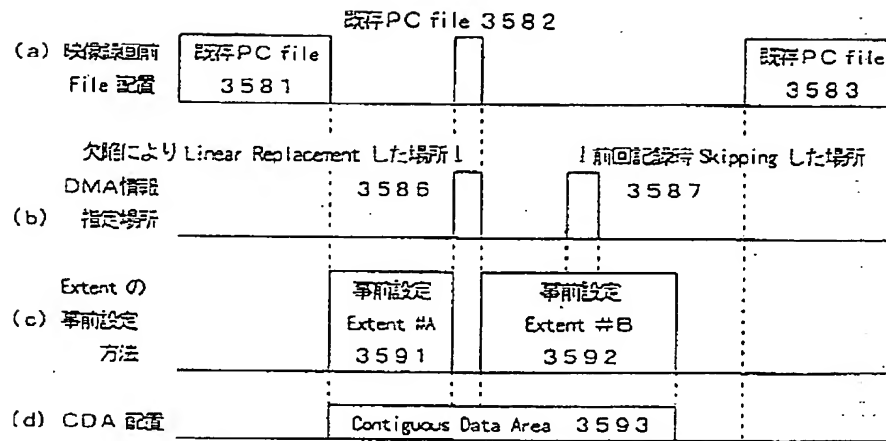 既存PC file 3582
(a) 映像録画前
File 配置
既存PC file
3581
既存PC file
3583
欠陥により Linear Replacement した場所↓
↓前回記録時 Skipping した場所
DMA情報
(b) 指定場所
3586
3587
Extent の
(c) 事前設定
方法
事前設定
Extent #A
3591
事前設定
Extent #B
3592
(d) CDA 配置
Contiguous Data Area 3593